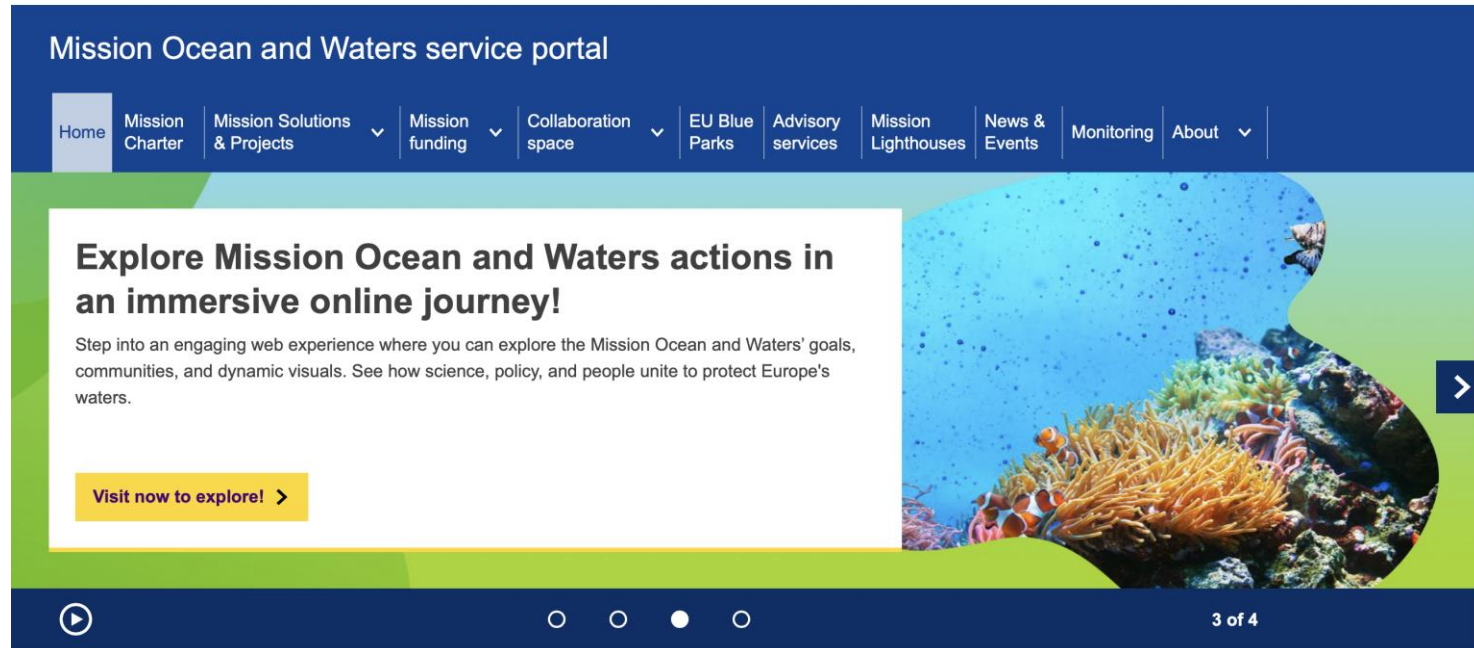 Mission Ocean and Waters service portal
Home
Mission
Charter
Mission Solutions
& Projects
Mission
funding
Collaboration
space
EU Blue
Parks
Advisory
services
Mission
Lighthouses
News &
Events
Monitoring
About
Explore Mission Ocean and Waters actions in
an immersive online journey!
Step into an engaging web experience where you can explore the Mission Ocean and Waters’ goals,
communities, and dynamic visuals. See how science, policy, and people unite to protect Europe's
waters.
Visit now to explore!
3 of 4